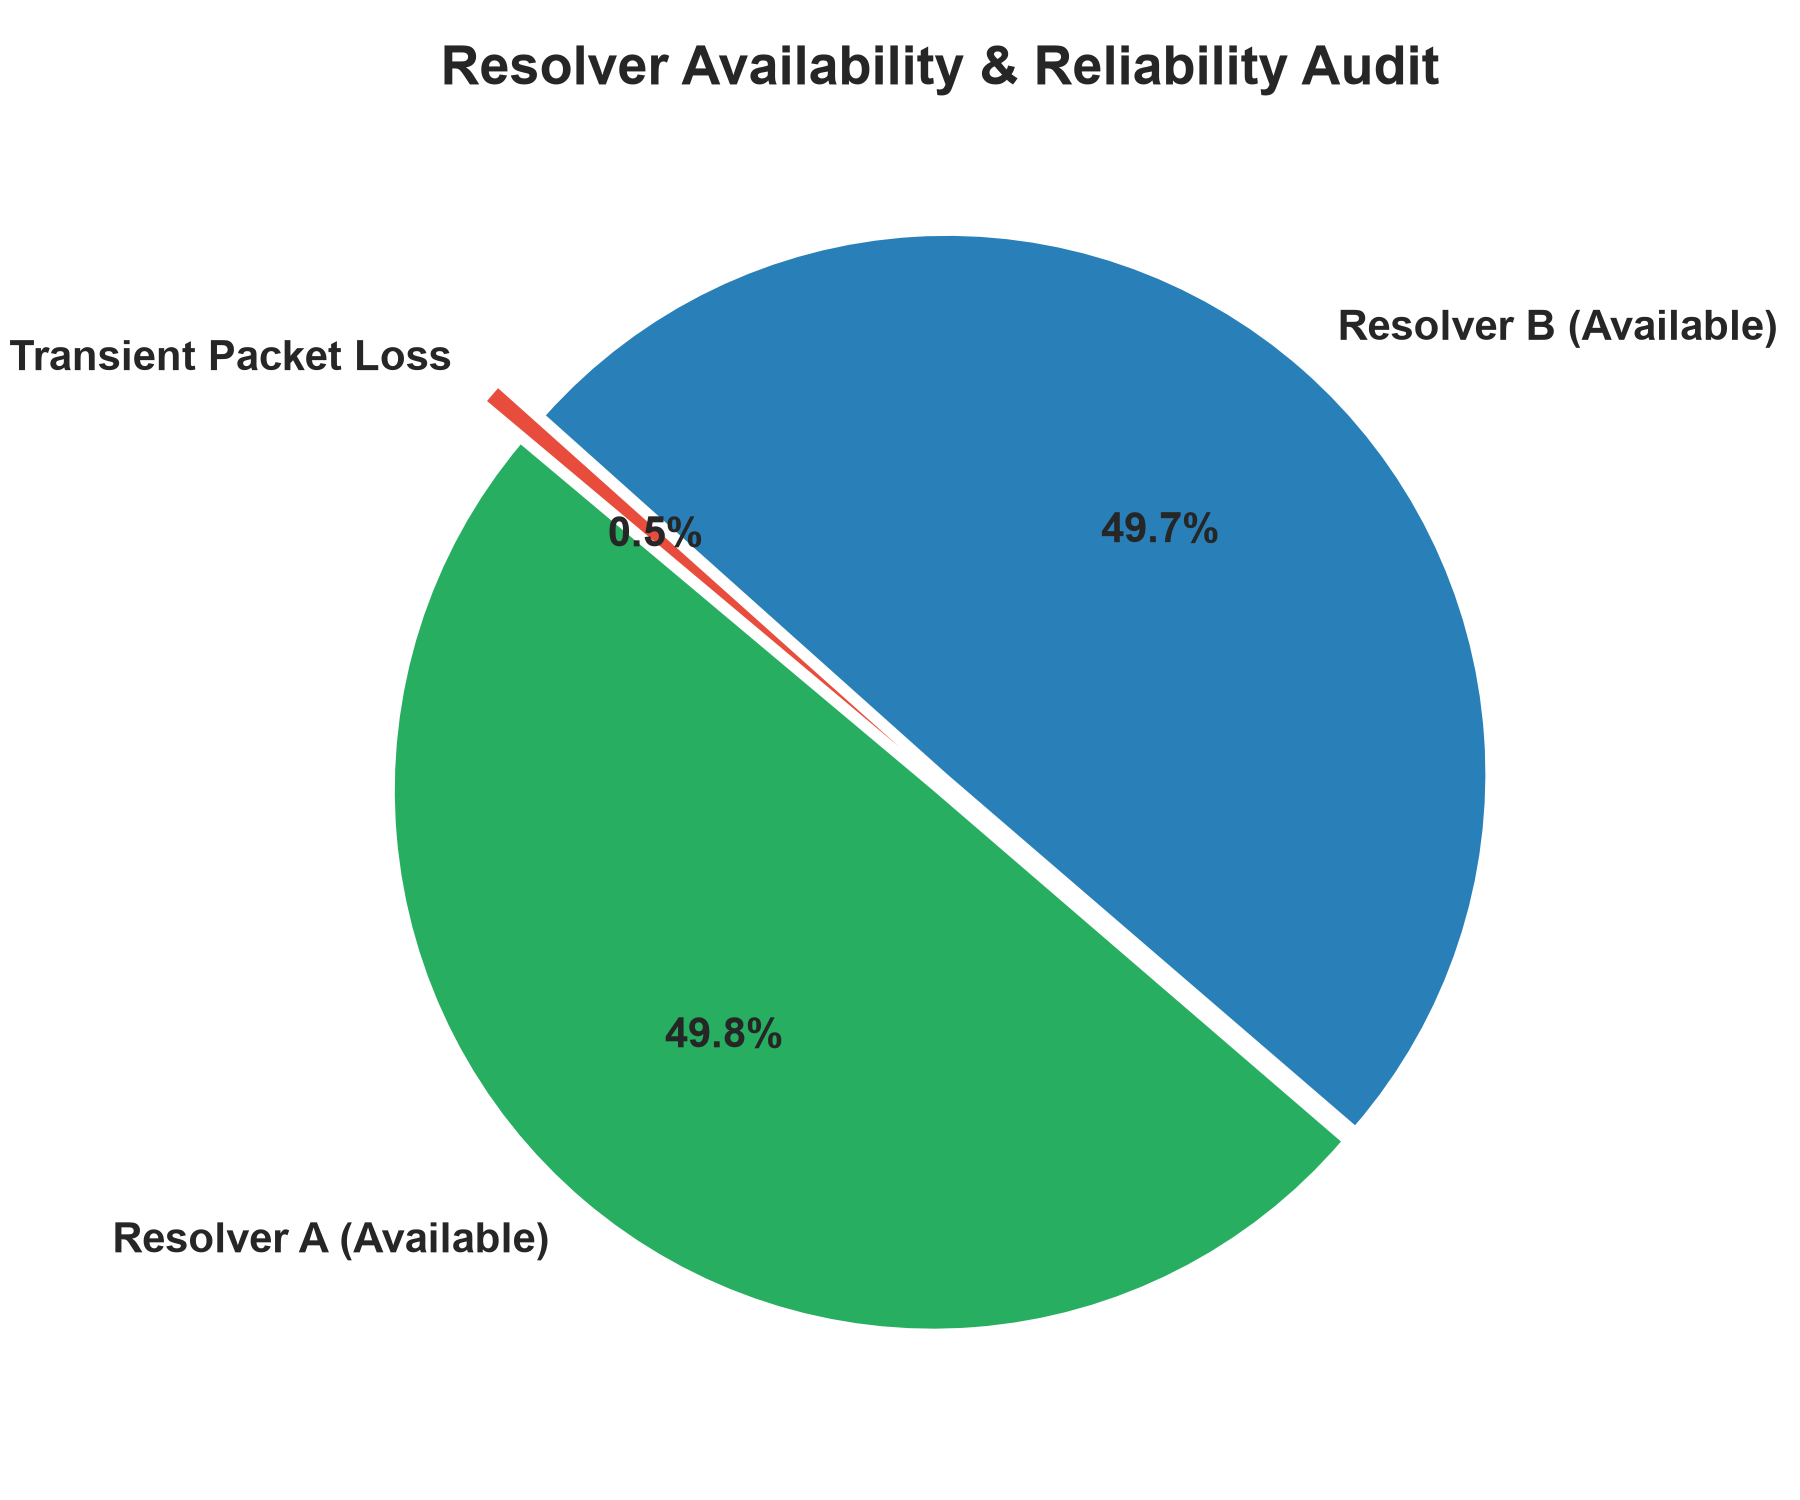 Resolver Availability & Reliability Audit
Resolver B (Available)
Transient Packet Loss
49.7%
0.5%
49.8%
Resolver A (Available)